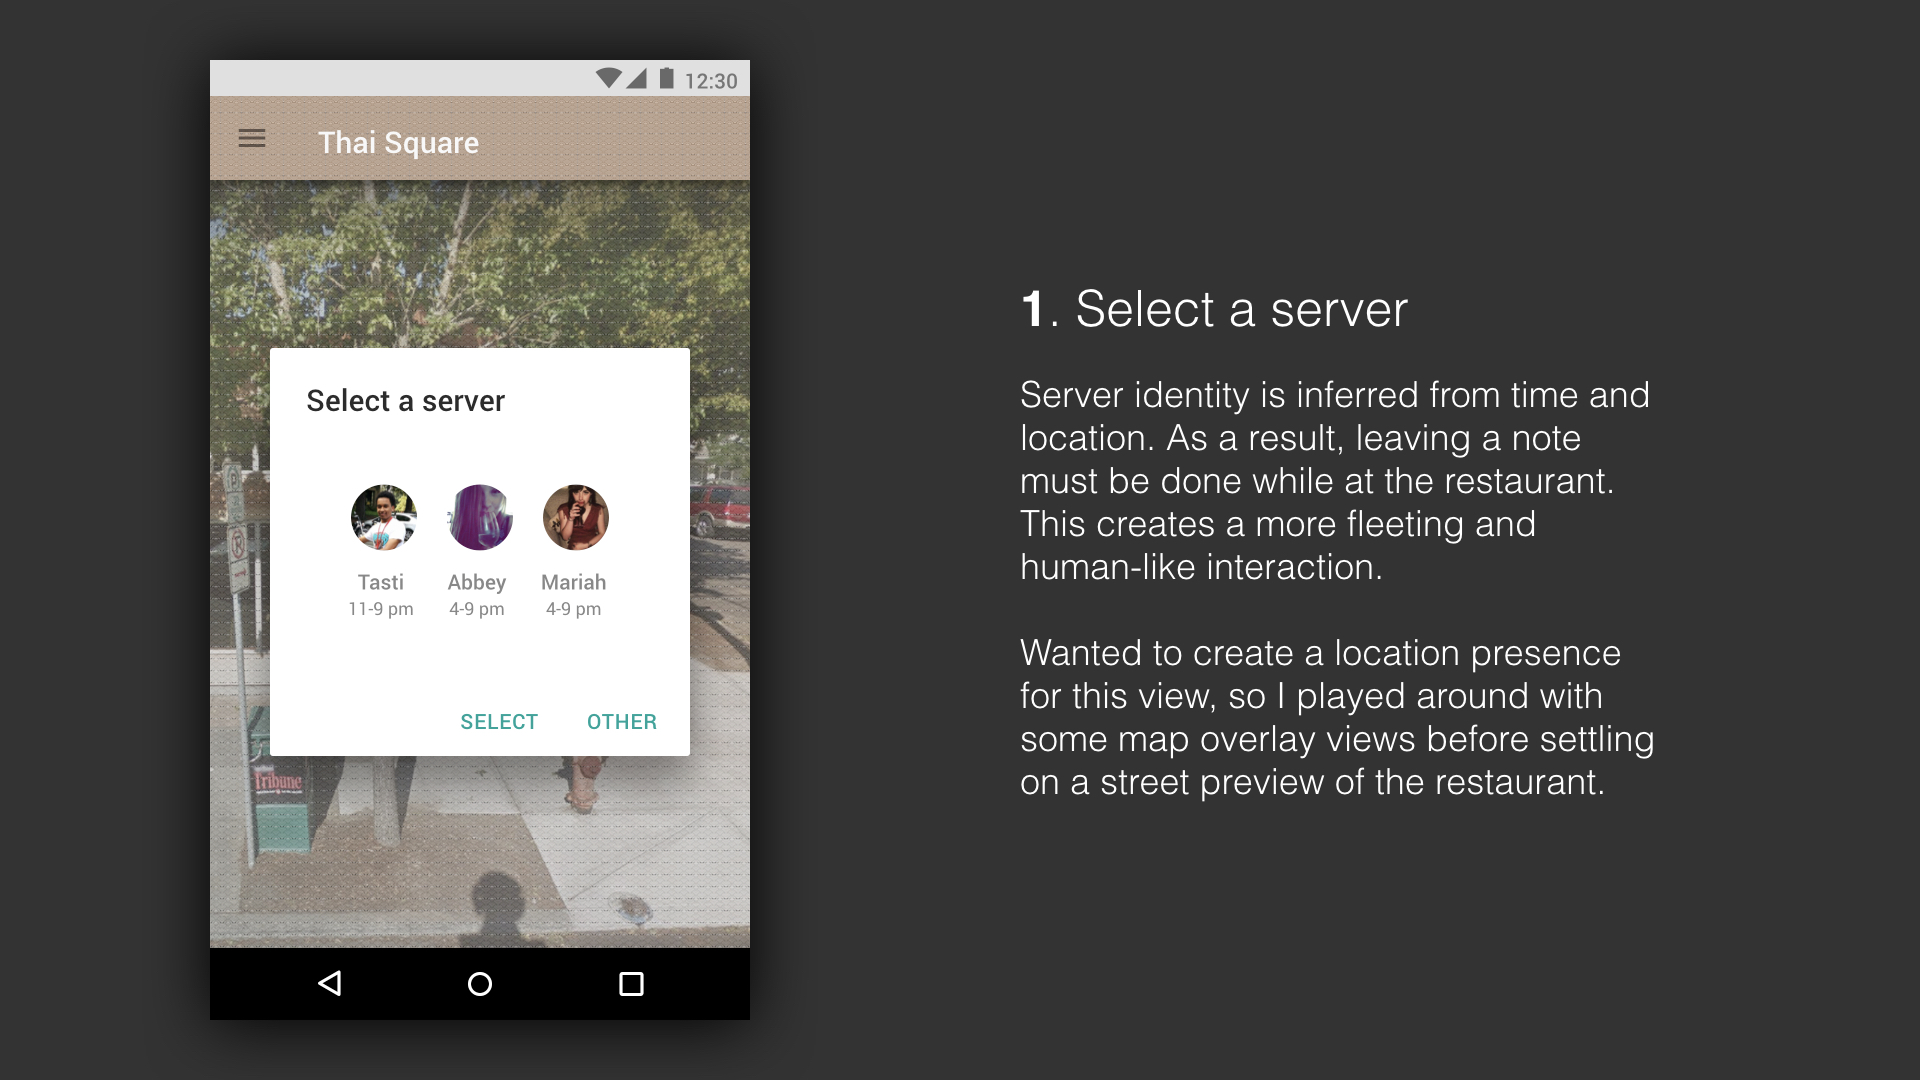 12:30
Thai Square
Select a server
Tasti Abbey Mariah
11-9 pm 4-9 pm 4-9 pm
SELECT OTHER
Tribune
1. Select a server
Server identity is inferred from time and
location. As a result, leaving a note
must be done while at the restaurant.
This creates a more fleeting and
human-like interaction.
Wanted to create a location presence
for this view, so I played around with
some map overlay views before settling
on a street preview of the restaurant.